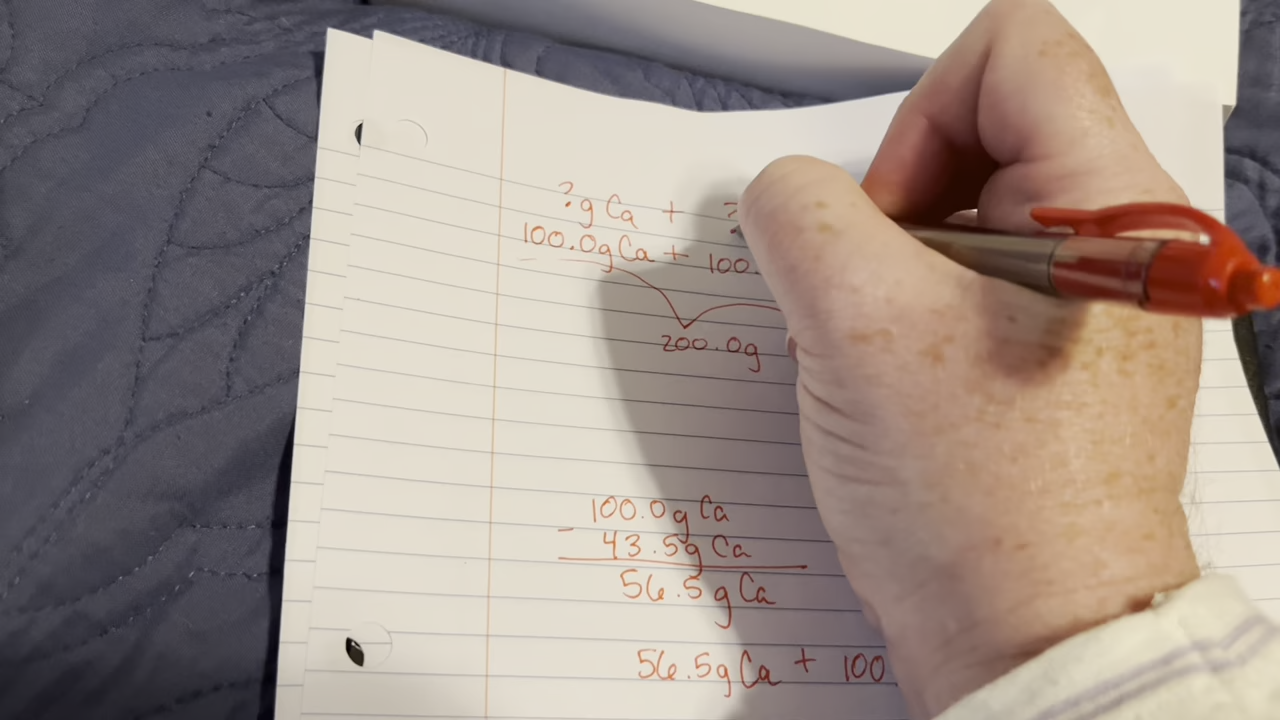 ?g Ca + ?
100.0g Ca + 100.
200.0g
100.0g Ca
- 43.5g Ca
56.5g Ca
56.5g Ca + 100